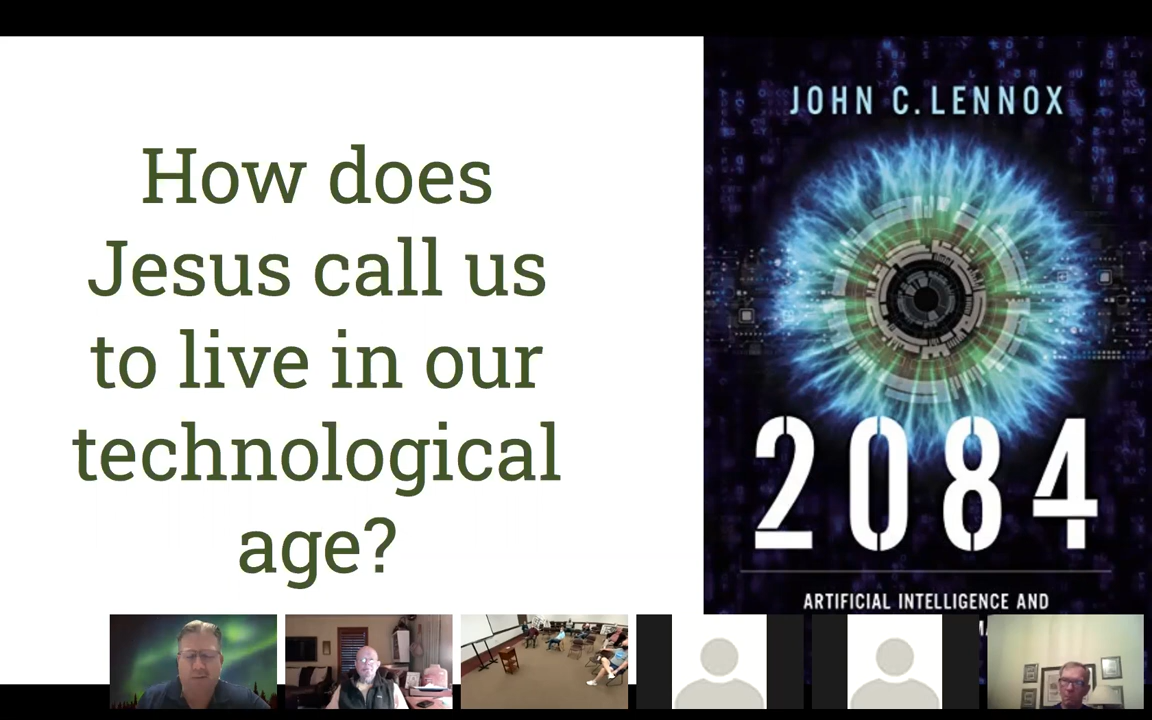 How does
Jesus call us
to live in our
technological
age?
JOHN C. LENNOX
2084
ARTIFICIAL INTELLIGENCE AND